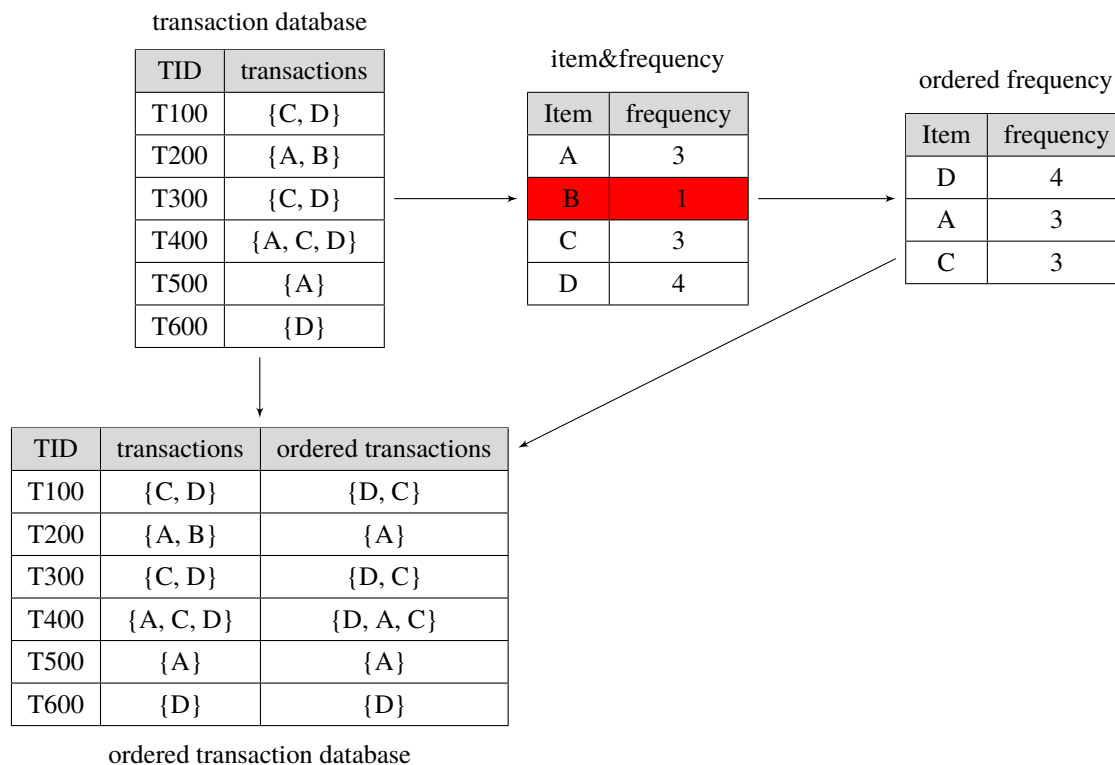 transaction database
TID transactions
T100 {C, D}
T200 {A, B}
T300 {C, D}
T400 {A, C, D}
T500 {A}
T600 {D}
item&frequency
Item frequency
A 3
B 1
C 3
D 4
ordered frequency
Item frequency
D 4
A 3
C 3
TID transactions ordered transactions
T100 {C, D} {D, C}
T200 {A, B} {A}
T300 {C, D} {D, C}
T400 {A, C, D} {D, A, C}
T500 {A} {A}
T600 {D} {D}
ordered transaction database